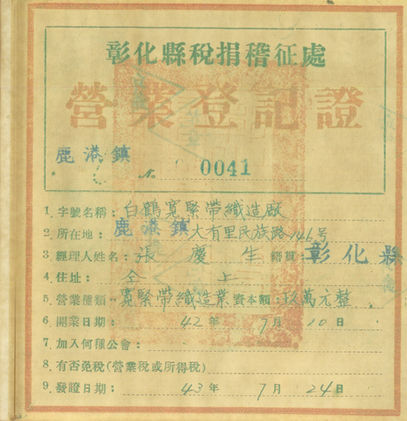 彰化縣稅捐稽征處
營業登記證
鹿港鎮
No. 0041
1. 字號名稱：白鶴寬緊帶織造廠
2. 所在地：鹿港鎮大有里民族路146號
3. 經理人姓名：張慶生 籍貫：彰化縣
4. 住址：仝上
5. 營業種類：寬緊帶織造業 資本額：玖萬元整
6. 開業日期：42年7月10日
7. 加入何種公會：
8. 有否免稅(營業稅或所得稅)
9. 發證日期：43年7月24日